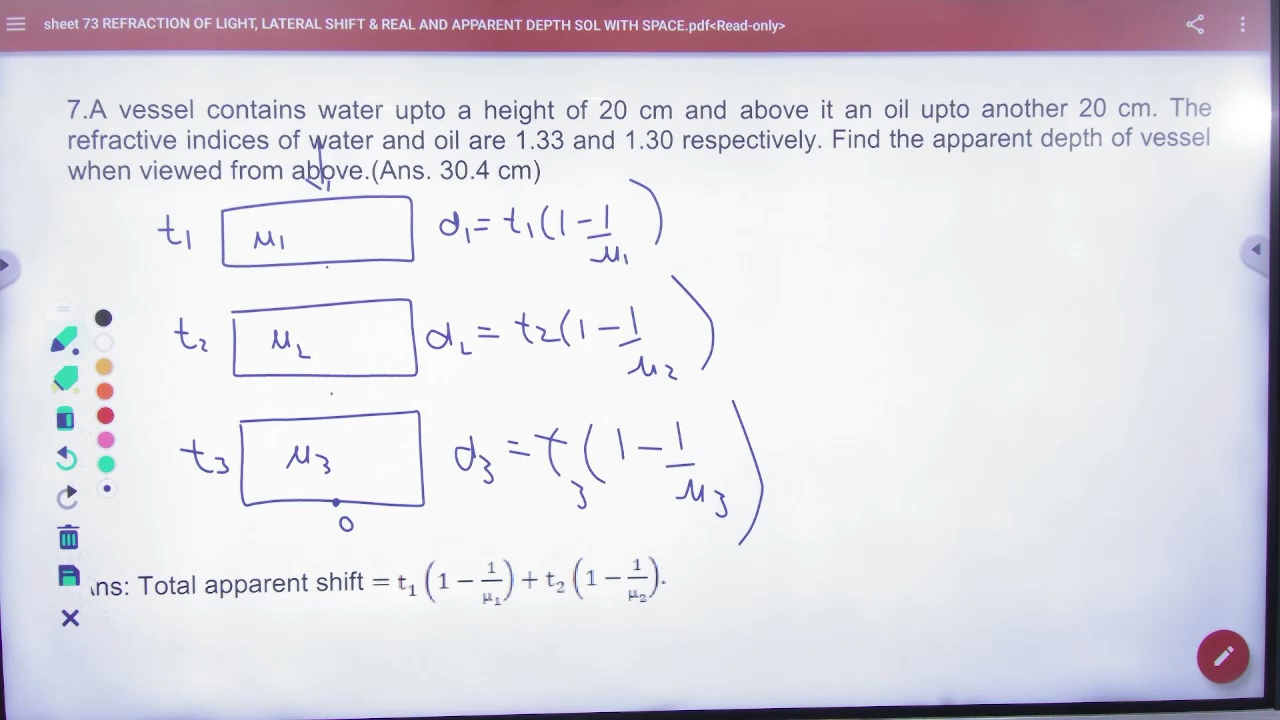 sheet 73 REFRACTION OF LIGHT, LATERAL SHIFT & REAL AND APPARENT DEPTH SOL WITH SPACE.pdf<Read-only>
7.A vessel contains water upto a height of 20 cm and above it an oil upto another 20 cm. The
refractive indices of water and oil are 1.33 and 1.30 respectively. Find the apparent depth of vessel
when viewed from above.(Ans. 30.4 cm)
t₁ μ₁ d₁ = t₁(1 - 1/μ₁)
t₂ μ₂ d₂ = t₂(1 - 1/μ₂)
t₃ μ₃ d₃ = t₃(1 - 1/μ₃)
O
ns: Total apparent shift = t₁(1 − 1/μ₁) + t₂(1 − 1/μ₂).